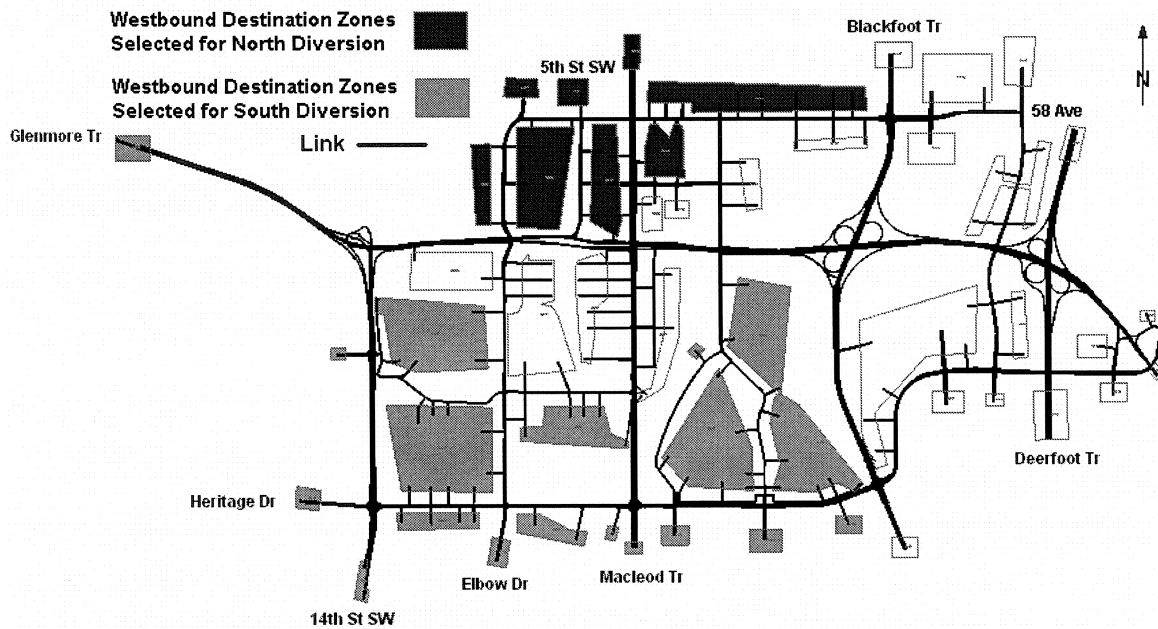 Westbound Destination Zones
Selected for North Diversion
Westbound Destination Zones
Selected for South Diversion
Link
Blackfoot Tr
5th St SW
N
58 Ave
Glenmore Tr
Heritage Dr
Deerfoot Tr
Elbow Dr
Macleod Tr
14th St SW